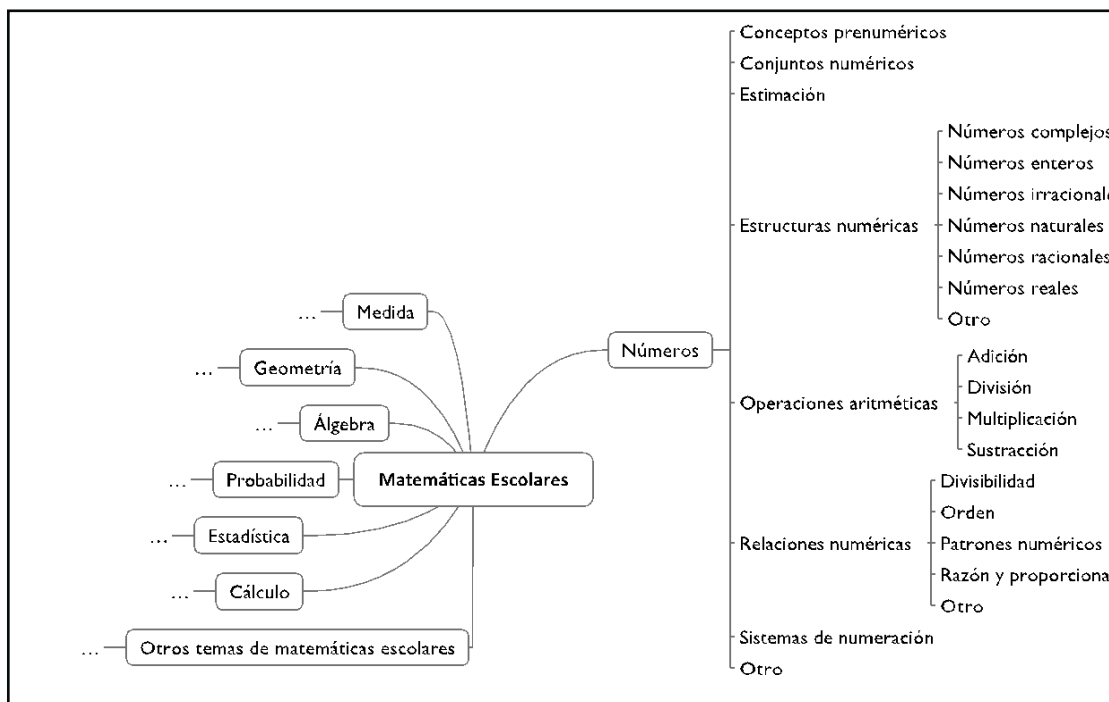 Matemáticas Escolares
Números
Conceptos prenuméricos
Conjuntos numéricos
Estimación
Estructuras numéricas
Números complejos
Números enteros
Números irracionale
Números naturales
Números racionales
Números reales
Otro
Operaciones aritméticas
Adición
División
Multiplicación
Sustracción
Relaciones numéricas
Divisibilidad
Orden
Patrones numéricos
Razón y proporciona
Otro
Sistemas de numeración
Otro
... Medida
... Geometría
... Álgebra
... Probabilidad
... Estadística
... Cálculo
... Otros temas de matemáticas escolares